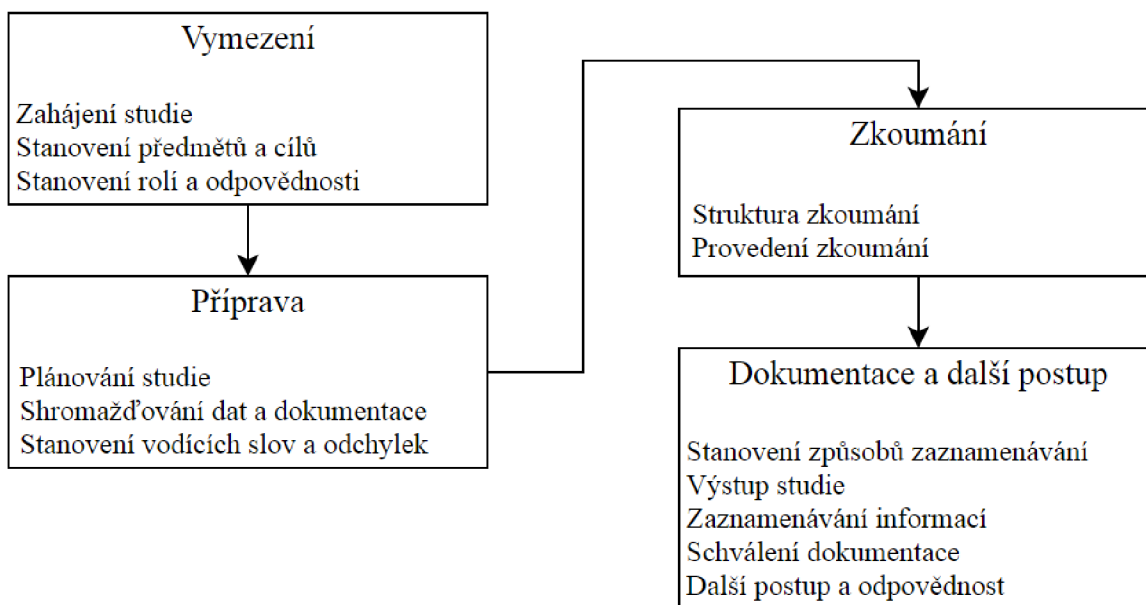 Vymezení
Zahájení studie
Stanovení předmětů a cílů
Stanovení rolí a odpovědnosti
Příprava
Plánování studie
Shromažďování dat a dokumentace
Stanovení vodících slov a odchylek
Zkoumání
Struktura zkoumání
Provedení zkoumání
Dokumentace a další postup
Stanovení způsobů zaznamenávání
Výstup studie
Zaznamenávání informací
Schválení dokumentace
Další postup a odpovědnost